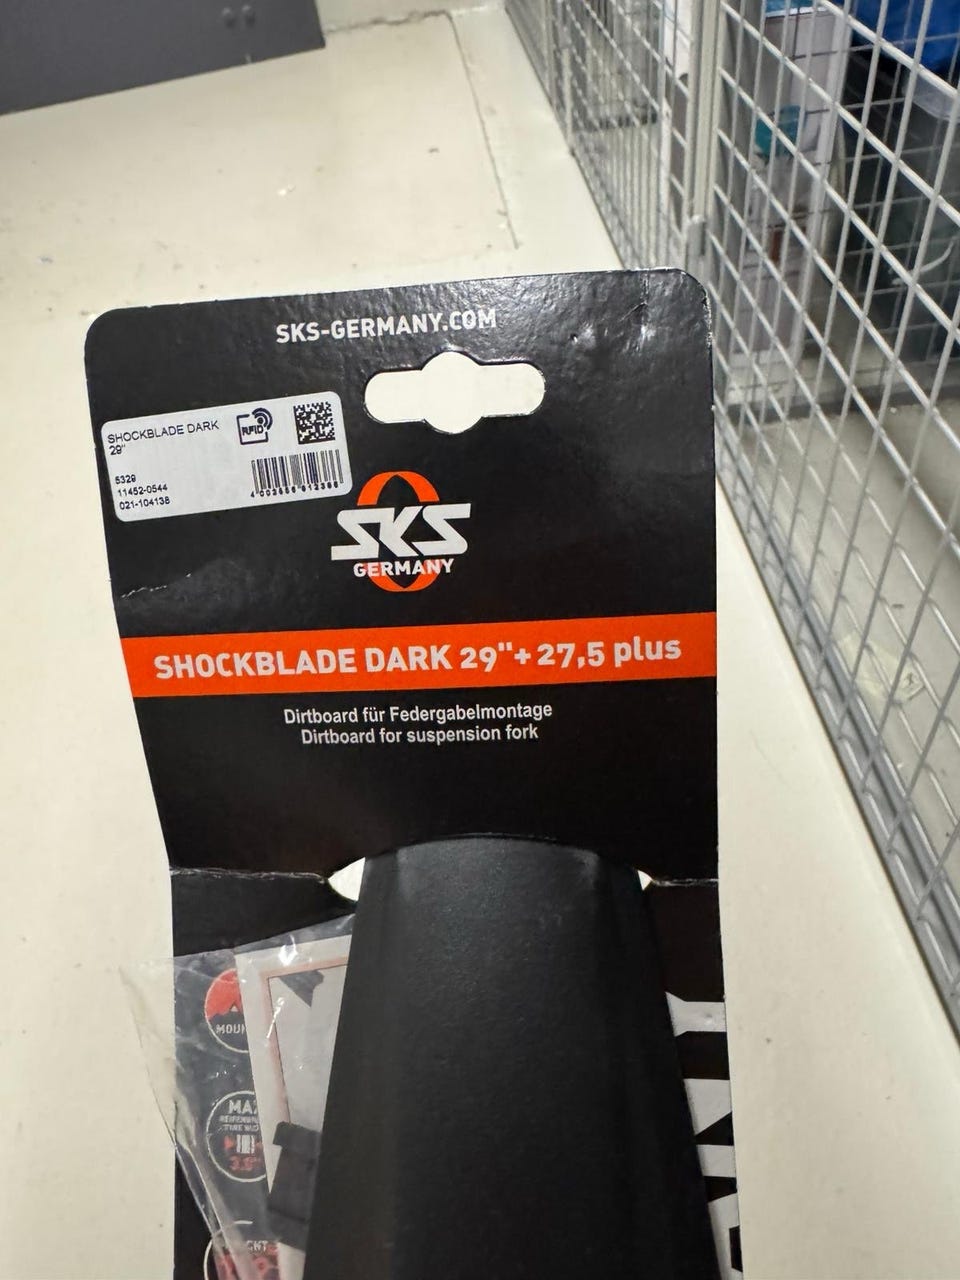 SKS-GERMANY.COM
SHOCKBLADE DARK
29"
RFID
5329
11452-0544
021-104138
SKS
GERMANY
SHOCKBLADE DARK 29"+ 27,5 plus
Dirtboard für Federgabelmontage
Dirtboard for suspension fork